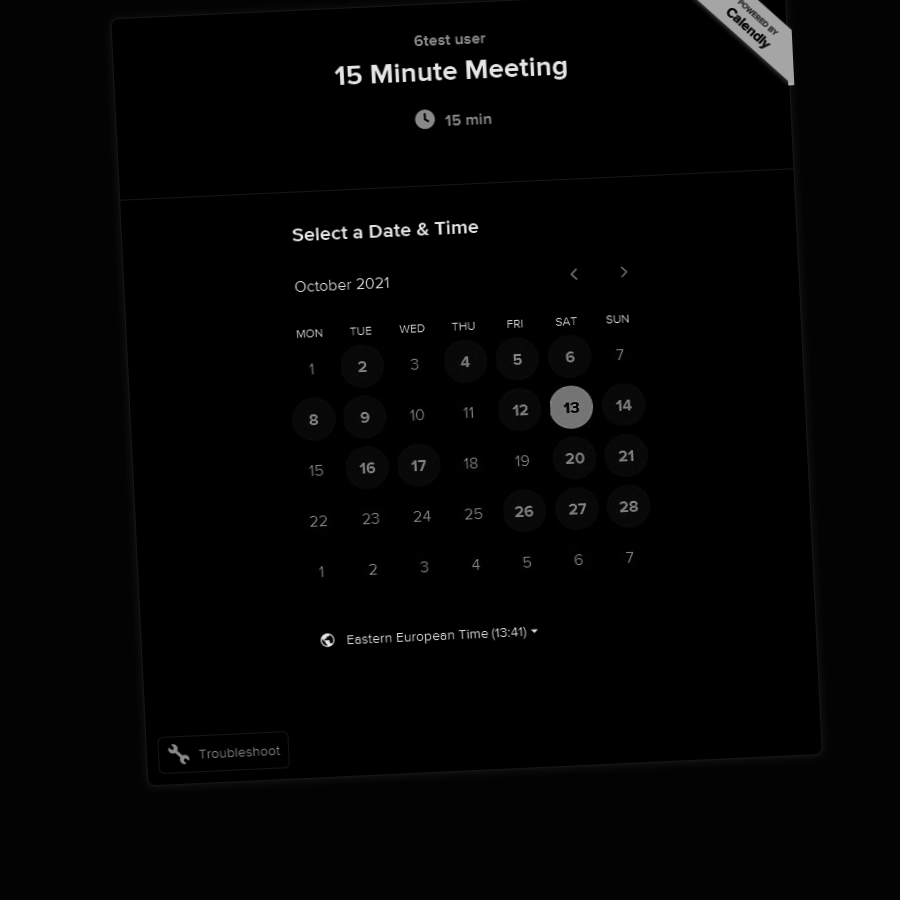 POWERED BY
Calendly
6test user
15 Minute Meeting
15 min
Select a Date & Time
October 2021
MON TUE WED THU FRI SAT SUN
1 2 3 4 5 6 7
8 9 10 11 12 13 14
15 16 17 18 19 20 21
22 23 24 25 26 27 28
1 2 3 4 5 6 7
Eastern European Time (13:41)
Troubleshoot